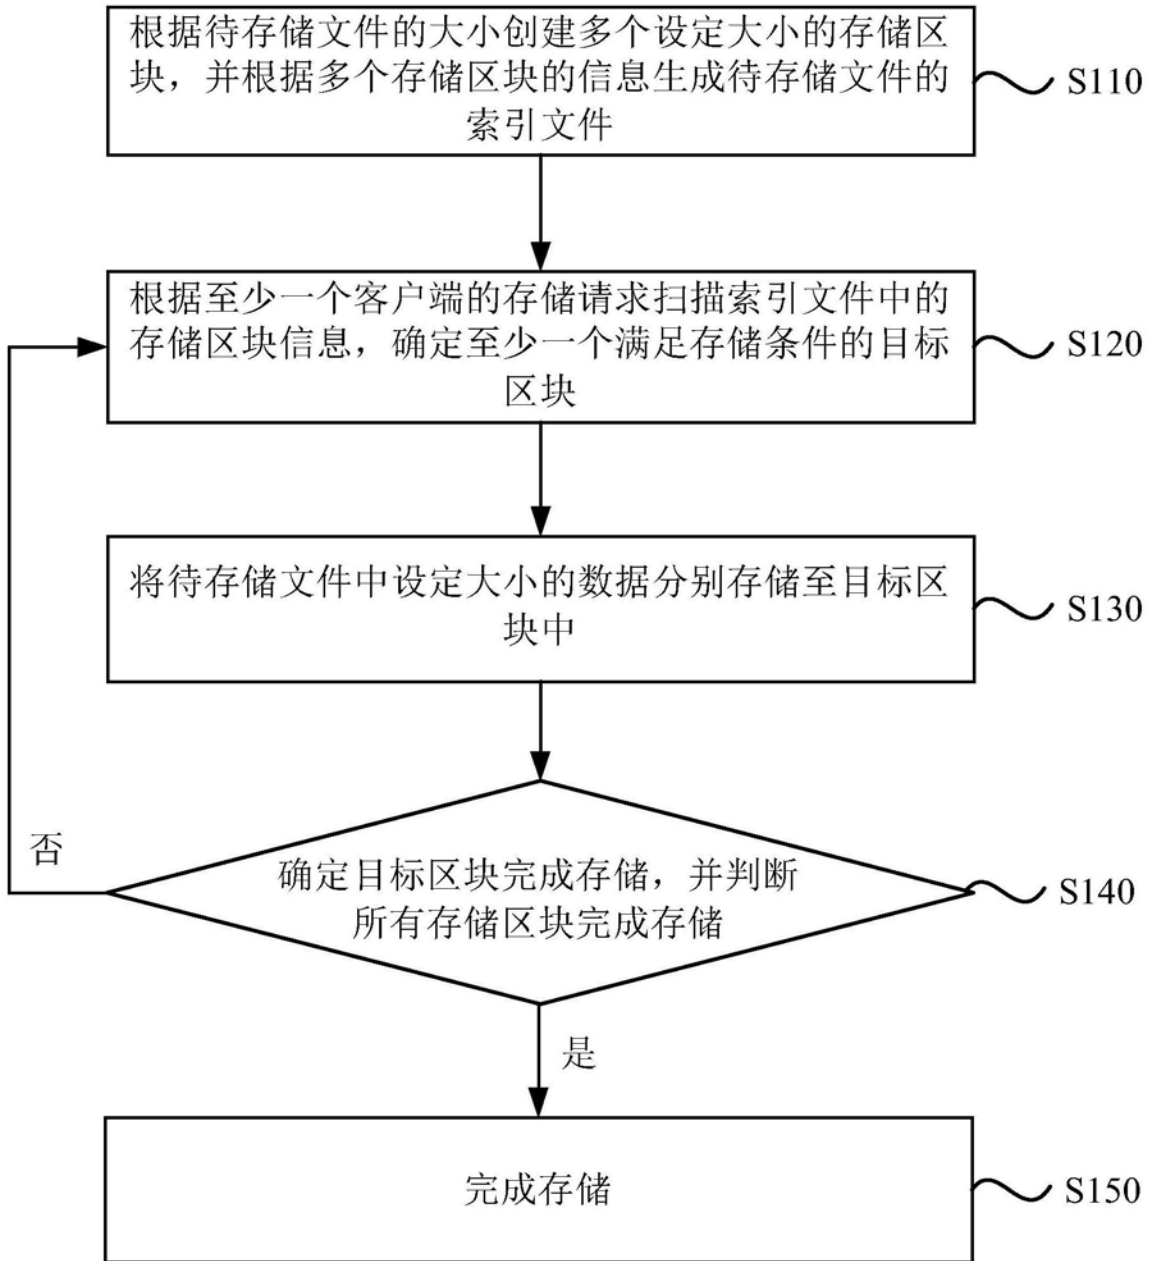 根据待存储文件的大小创建多个设定大小的存储区
块，并根据多个存储区块的信息生成待存储文件的
索引文件
S110
根据至少一个客户端的存储请求扫描索引文件中的
存储区块信息，确定至少一个满足存储条件的目标
区块
S120
将待存储文件中设定大小的数据分别存储至目标区
块中
S130
否
确定目标区块完成存储，并判断
所有存储区块完成存储
S140
是
完成存储
S150